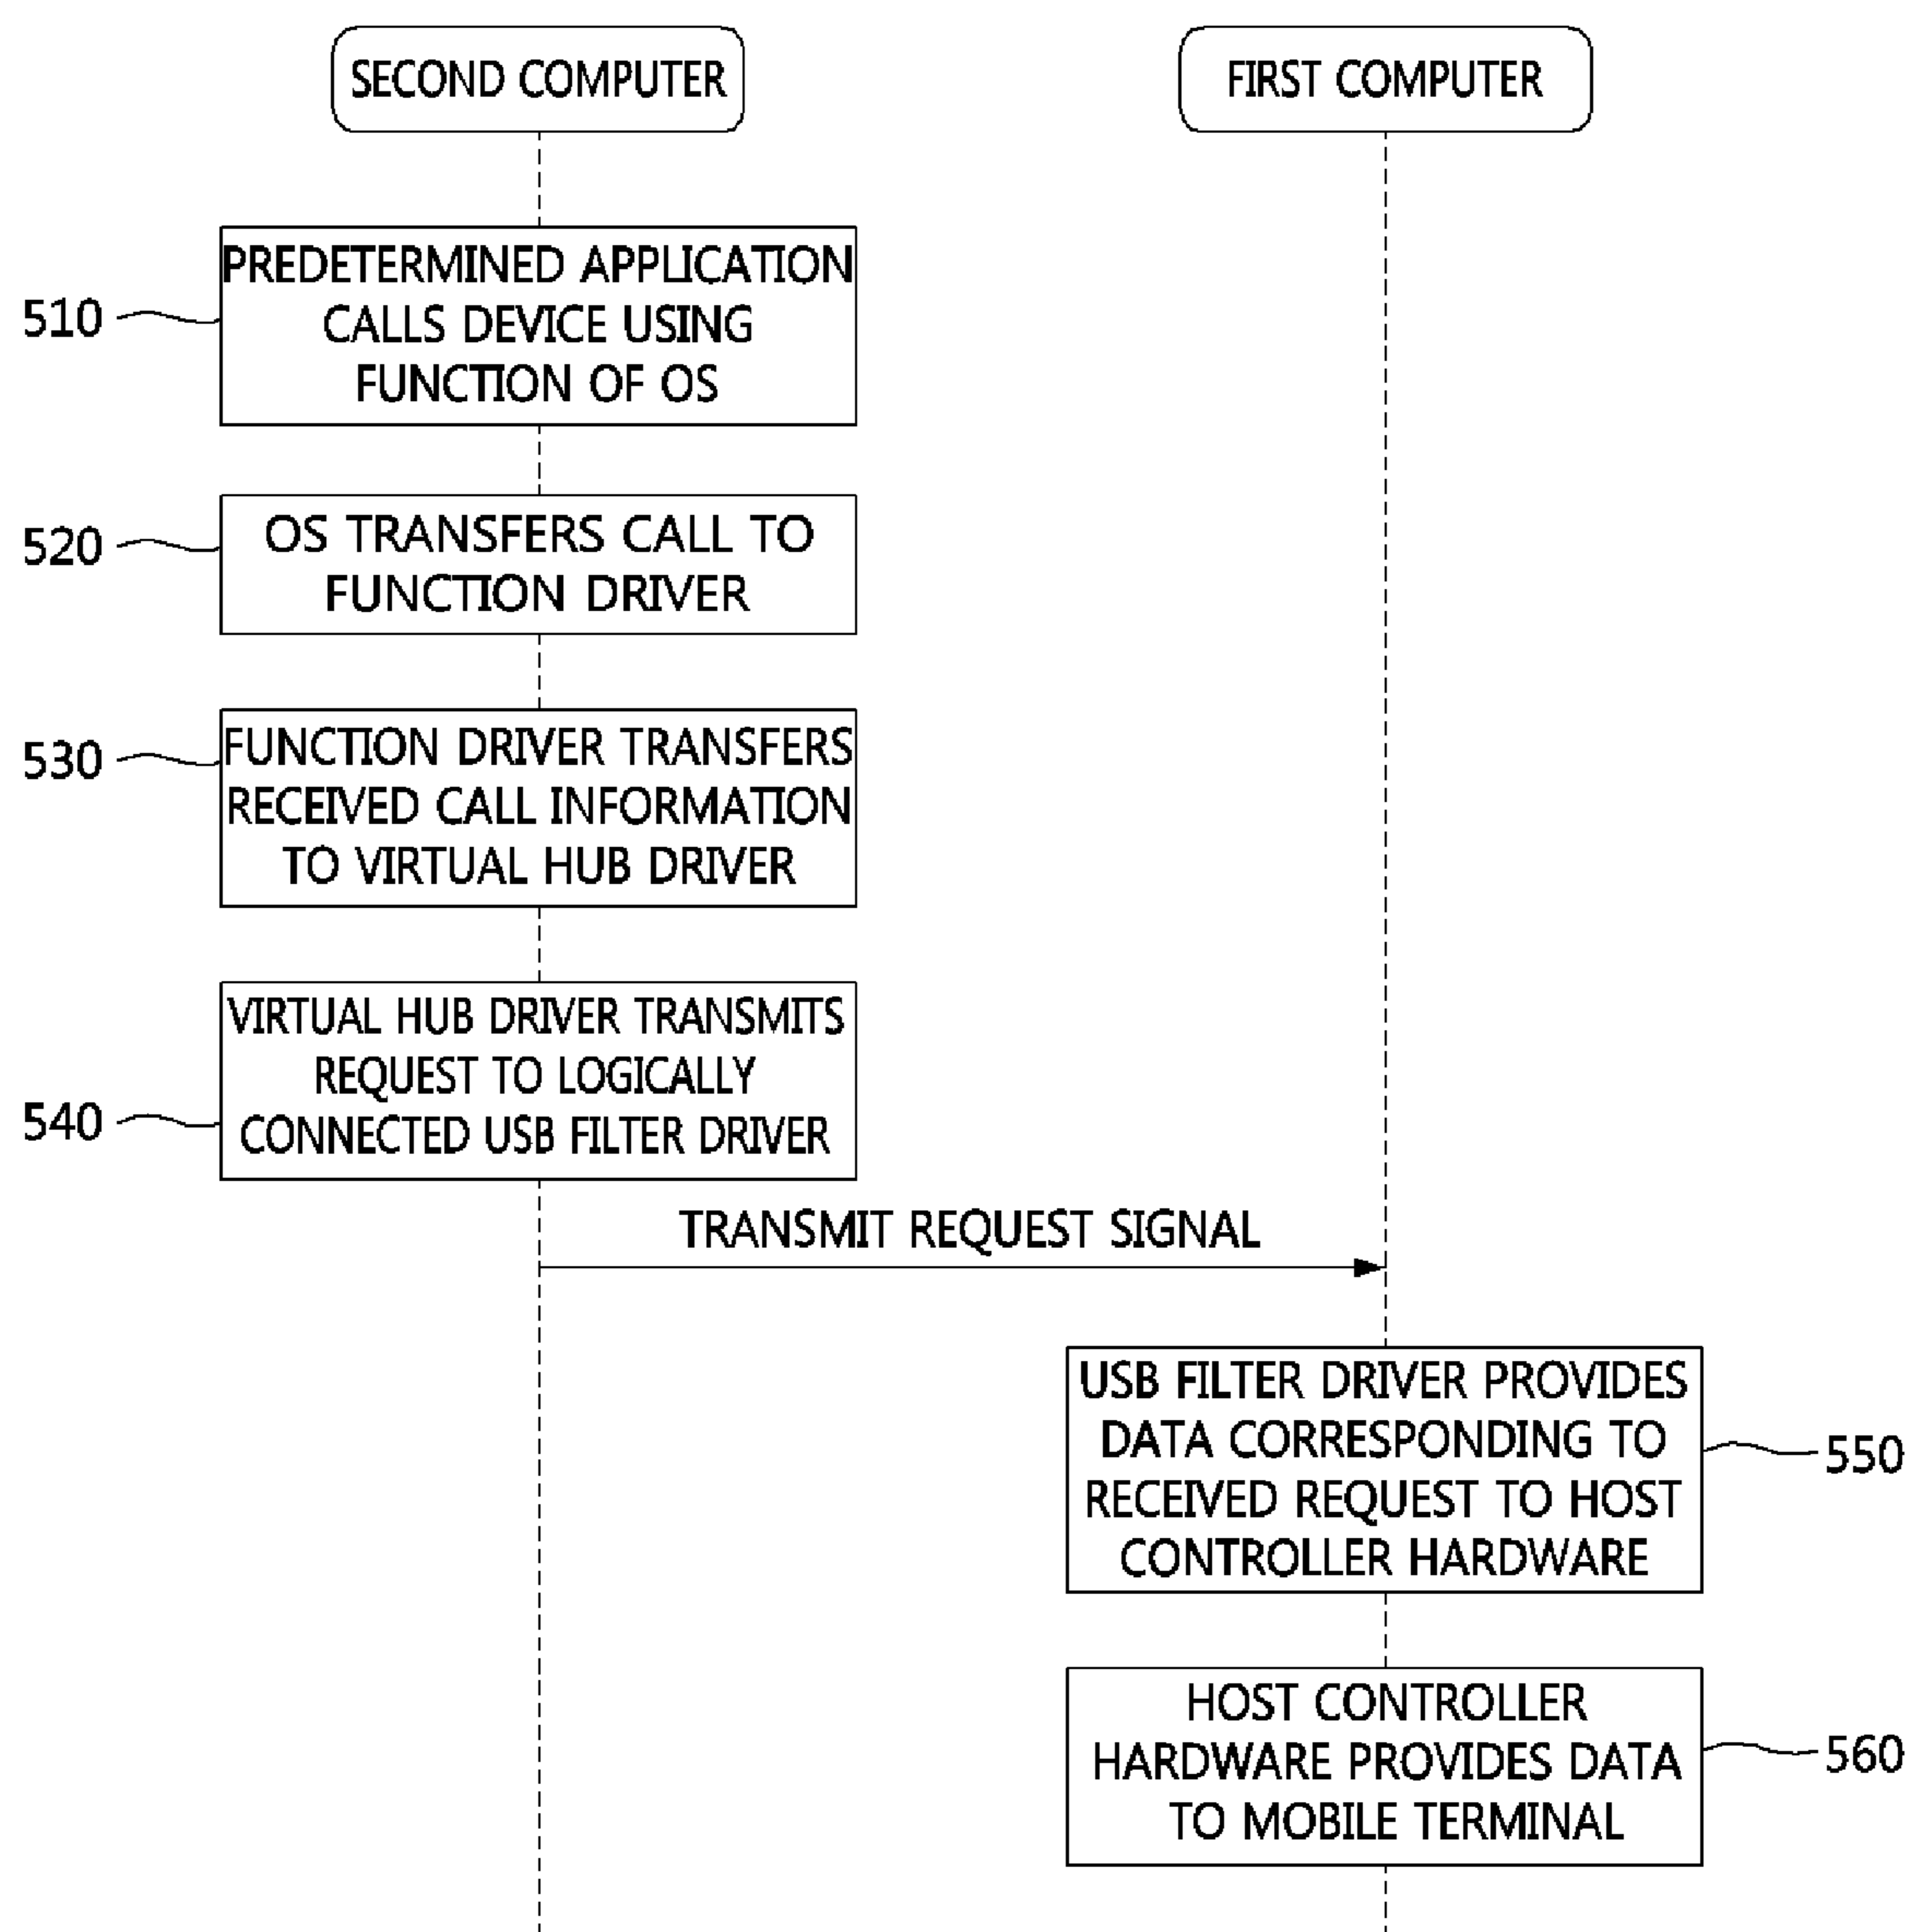 SECOND COMPUTER
FIRST COMPUTER
510
PREDETERMINED APPLICATION
CALLS DEVICE USING
FUNCTION OF OS
520
OS TRANSFERS CALL TO
FUNCTION DRIVER
530
FUNCTION DRIVER TRANSFERS
RECEIVED CALL INFORMATION
TO VIRTUAL HUB DRIVER
540
VIRTUAL HUB DRIVER TRANSMITS
REQUEST TO LOGICALLY
CONNECTED USB FILTER DRIVER
TRANSMIT REQUEST SIGNAL
USB FILTER DRIVER PROVIDES
DATA CORRESPONDING TO
RECEIVED REQUEST TO HOST
CONTROLLER HARDWARE
550
HOST CONTROLLER
HARDWARE PROVIDES DATA
TO MOBILE TERMINAL
560